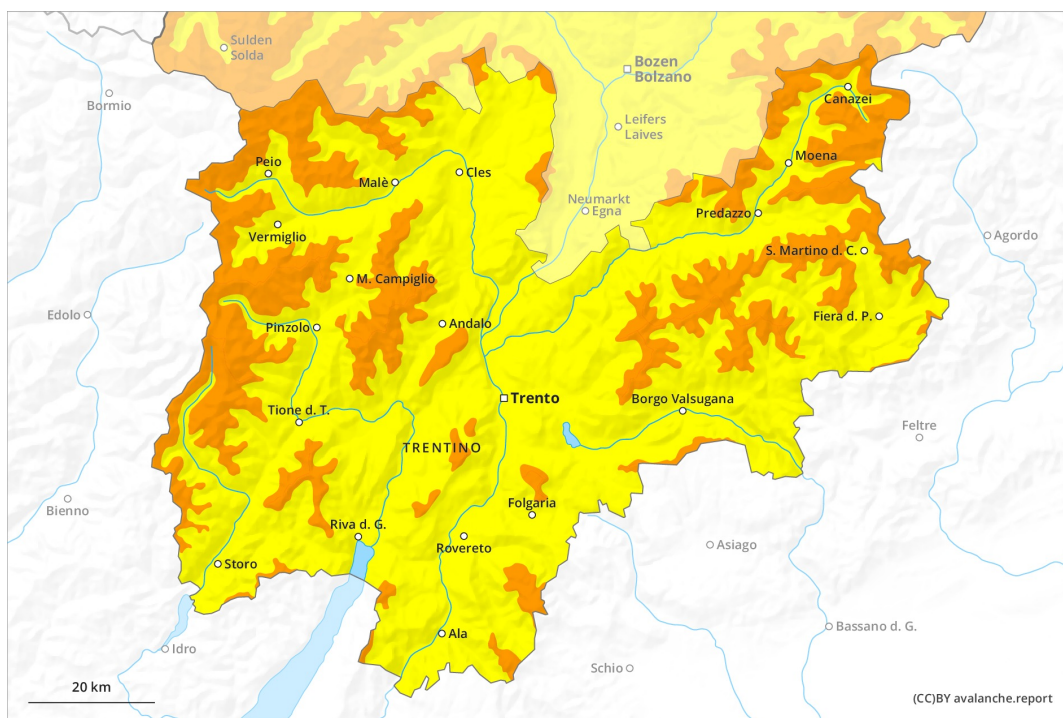 Sulden
Solda
Bozen
Bolzano
Bormio
Canazei
Leifers
Laives
Peio
Moena
Malè
Cles
Neumarkt
Egna
Predazzo
Vermiglio
Agordo
S. Martino d. C.
M. Campiglio
Edolo
Pinzolo
Andalo
Fiera d. P.
Trento
Borgo Valsugana
Tione d. T.
Feltre
TRENTINO
Bienno
Folgaria
Riva d. G.
Rovereto
Asiago
Storo
Bassano d. G.
Ala
Idro
Schio
20 km
(CC)BY avalanche.report